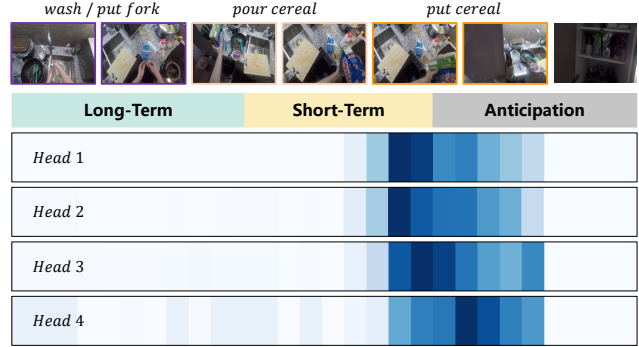 wash / put fork pour cereal put cereal
Long-Term Short-Term Anticipation
Head 1
Head 2
Head 3
Head 4